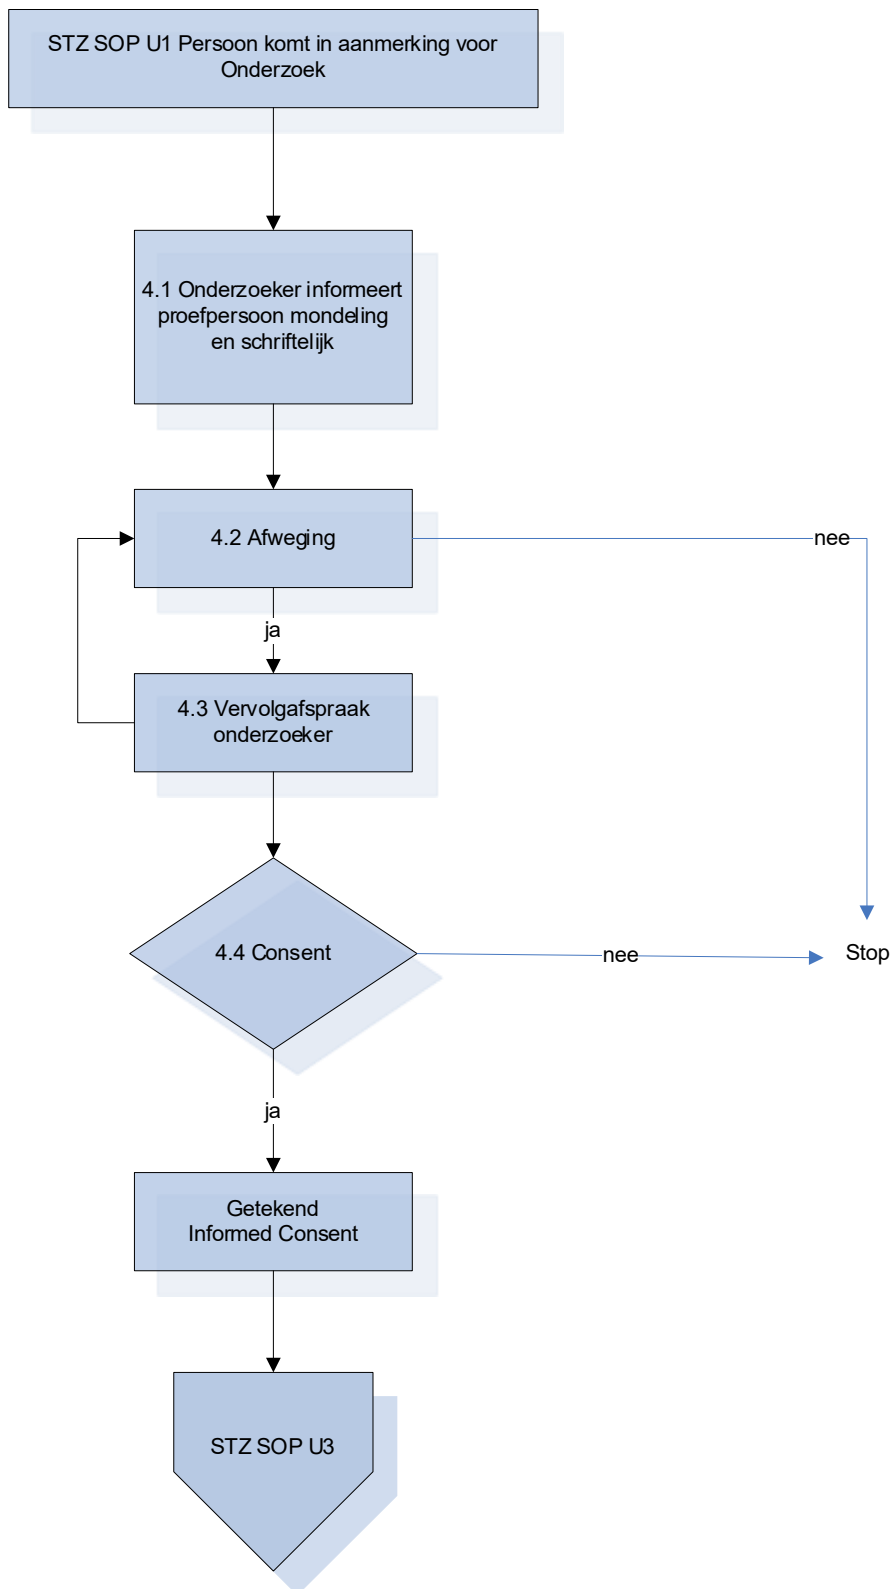 STZ SOP U1 Persoon komt in aanmerking voor
Onderzoek
4.1 Onderzoeker informeert
proefpersoon mondeling
en schriftelijk
4.2 Afweging
nee
ja
4.3 Vervolgafspraak
onderzoeker
4.4 Consent
nee
Stop
ja
Getekend
Informed Consent
STZ SOP U3